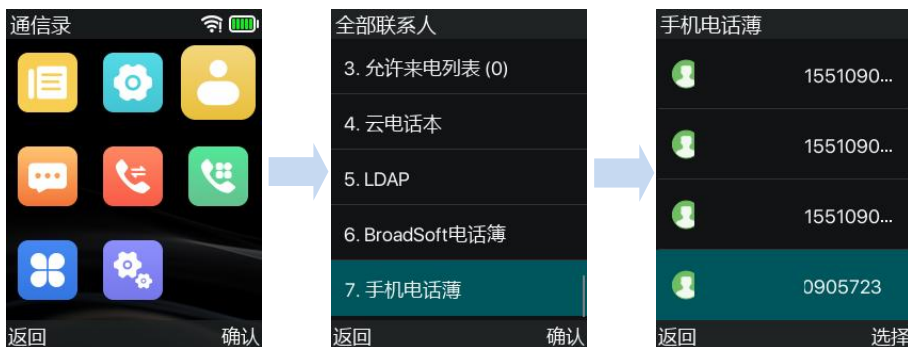 通信录
全部联系人
3. 允许来电列表 (0)
4. 云电话本
5. LDAP
6. BroadSoft电话簿
7. 手机电话薄
返回
确认
手机电话薄
1551090...
1551090...
1551090...
0905723
返回
选择
返回
确认